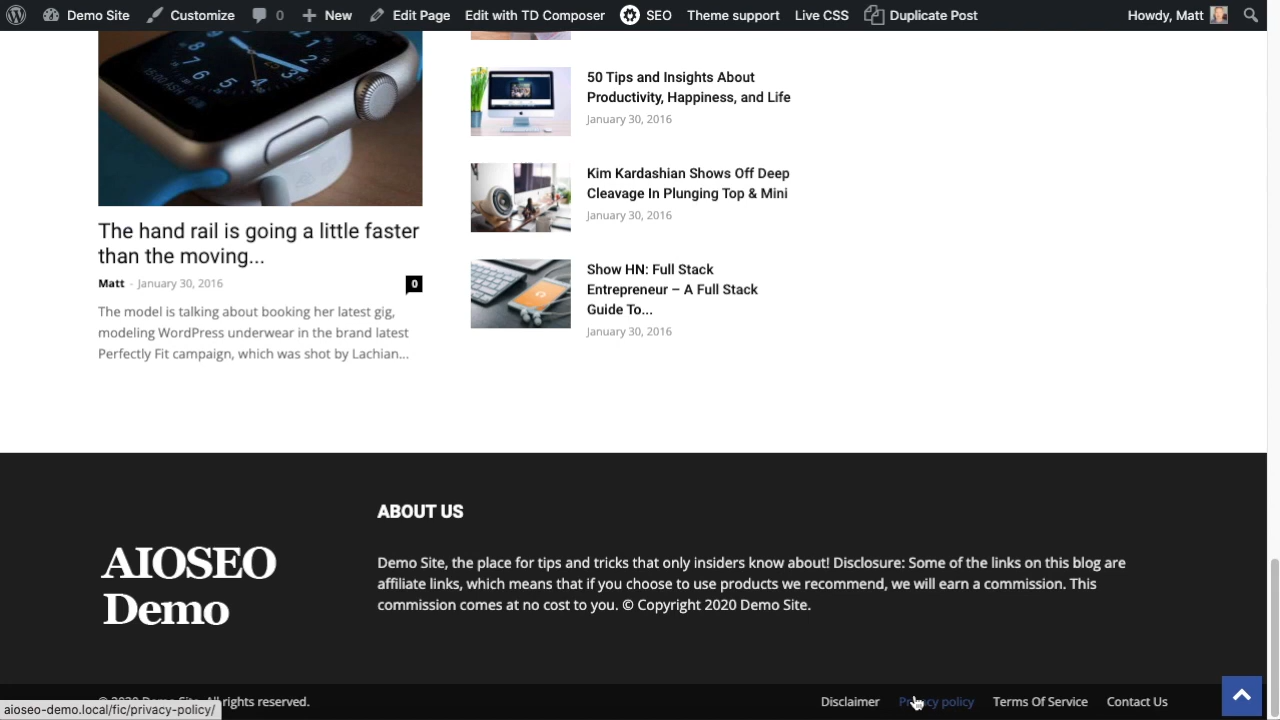 Demo Site Customize 0 New Edit Page Edit with TD Composer SEO Theme support Live CSS Duplicate Post Howdy, Matt
50 Tips and Insights About
Productivity, Happiness, and Life
January 30, 2016
Kim Kardashian Shows Off Deep
Cleavage In Plunging Top & Mini
January 30, 2016
The hand rail is going a little faster
than the moving...
Matt - January 30, 2016
0
The model is talking about booking her latest gig,
modeling WordPress underwear in the brand latest
Perfectly Fit campaign, which was shot by Lachian...
Show HN: Full Stack
Entrepreneur – A Full Stack
Guide To...
January 30, 2016
AIOSEO
Demo
ABOUT US
Demo Site, the place for tips and tricks that only insiders know about! Disclosure: Some of the links on this blog are
affiliate links, which means that if you choose to use products we recommend, we will earn a commission. This
commission comes at no cost to you. © Copyright 2020 Demo Site.
rights reserved.
Disclaimer Privacy policy Terms Of Service Contact Us
aioseo-demo.local/fic/privacy-policy/